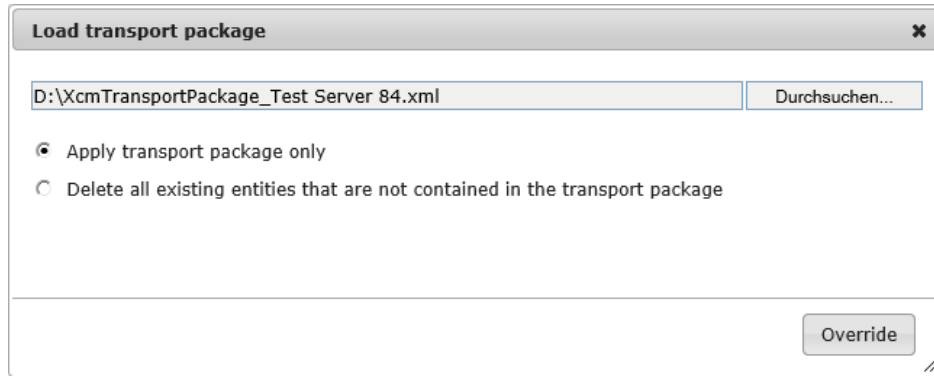 Load transport package
D:\XcmTransportPackage_Test Server 84.xml
Durchsuchen...
Apply transport package only
Delete all existing entities that are not contained in the transport package
Override